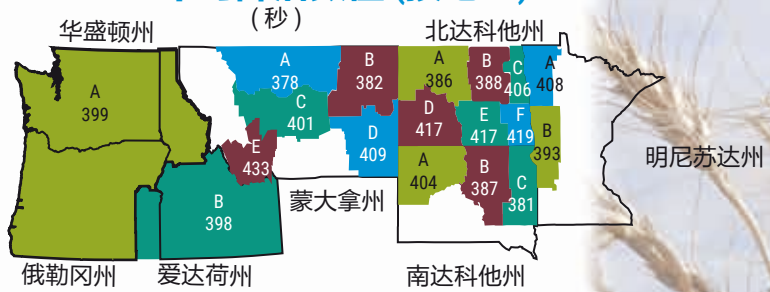 (秒)
华盛顿州
北达科他州
A
399
A
378
B
382
C
401
D
409
E
433
A
386
B
388
C
406
D
417
E
417
F
419
A
404
B
387
C
381
A
408
B
393
B
398
明尼苏达州
蒙大拿州
俄勒冈州
爱达荷州
南达科他州